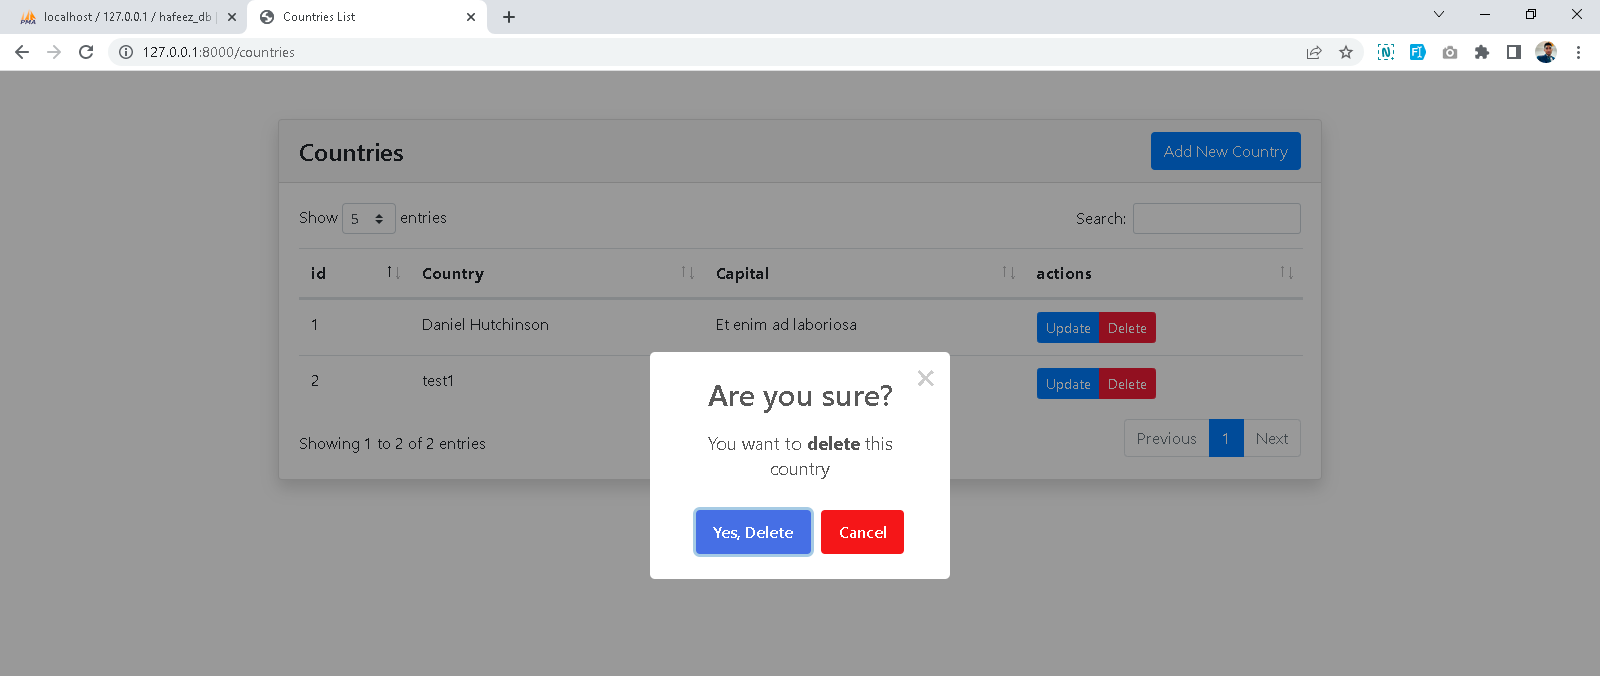 localhost / 127.0.0.1 / hafeez_db |
Countries List
127.0.0.1:8000/countries
Countries
Add New Country
Show 5 entries
Search:
id Country Capital actions
1 Daniel Hutchinson Et enim ad laboriosa Update Delete
2 test1 Update Delete
Showing 1 to 2 of 2 entries
Previous 1 Next
Are you sure?
You want to delete this
country
Yes, Delete Cancel